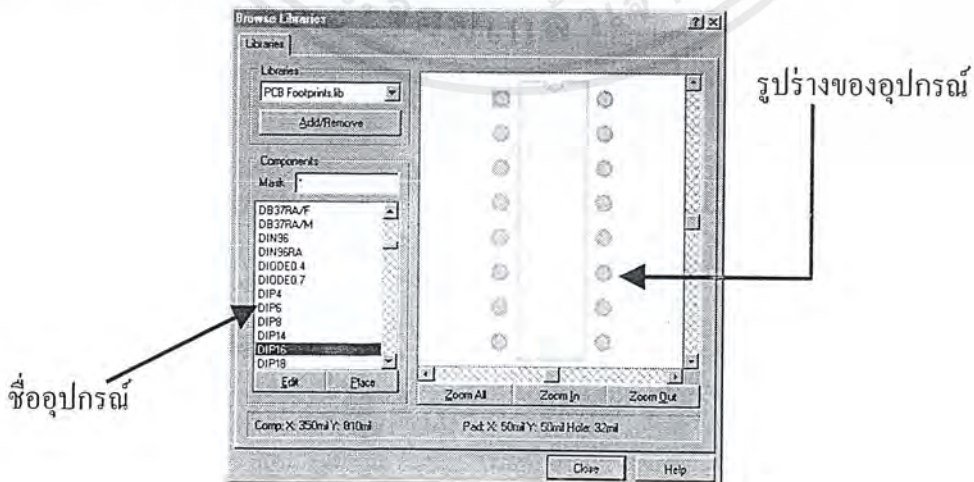 Browse Libraries
Libraries
Libraries
PCB Footprints.lib
Add/Remove
Components
Mask *
DB37RA/F
DB37RA/M
DIN96
DIN96RA
DIODE0.4
DIODE0.7
DIP4
DIP6
DIP8
DIP14
DIP16
DIP18
Edit Place
Zoom All Zoom In Zoom Out
Comp: X: 350mil Y: 810mil Pad: X: 50mil Y: 50mil Hole: 32mil
Close Help
รูปร่างของอุปกรณ์
ชื่ออุปกรณ์